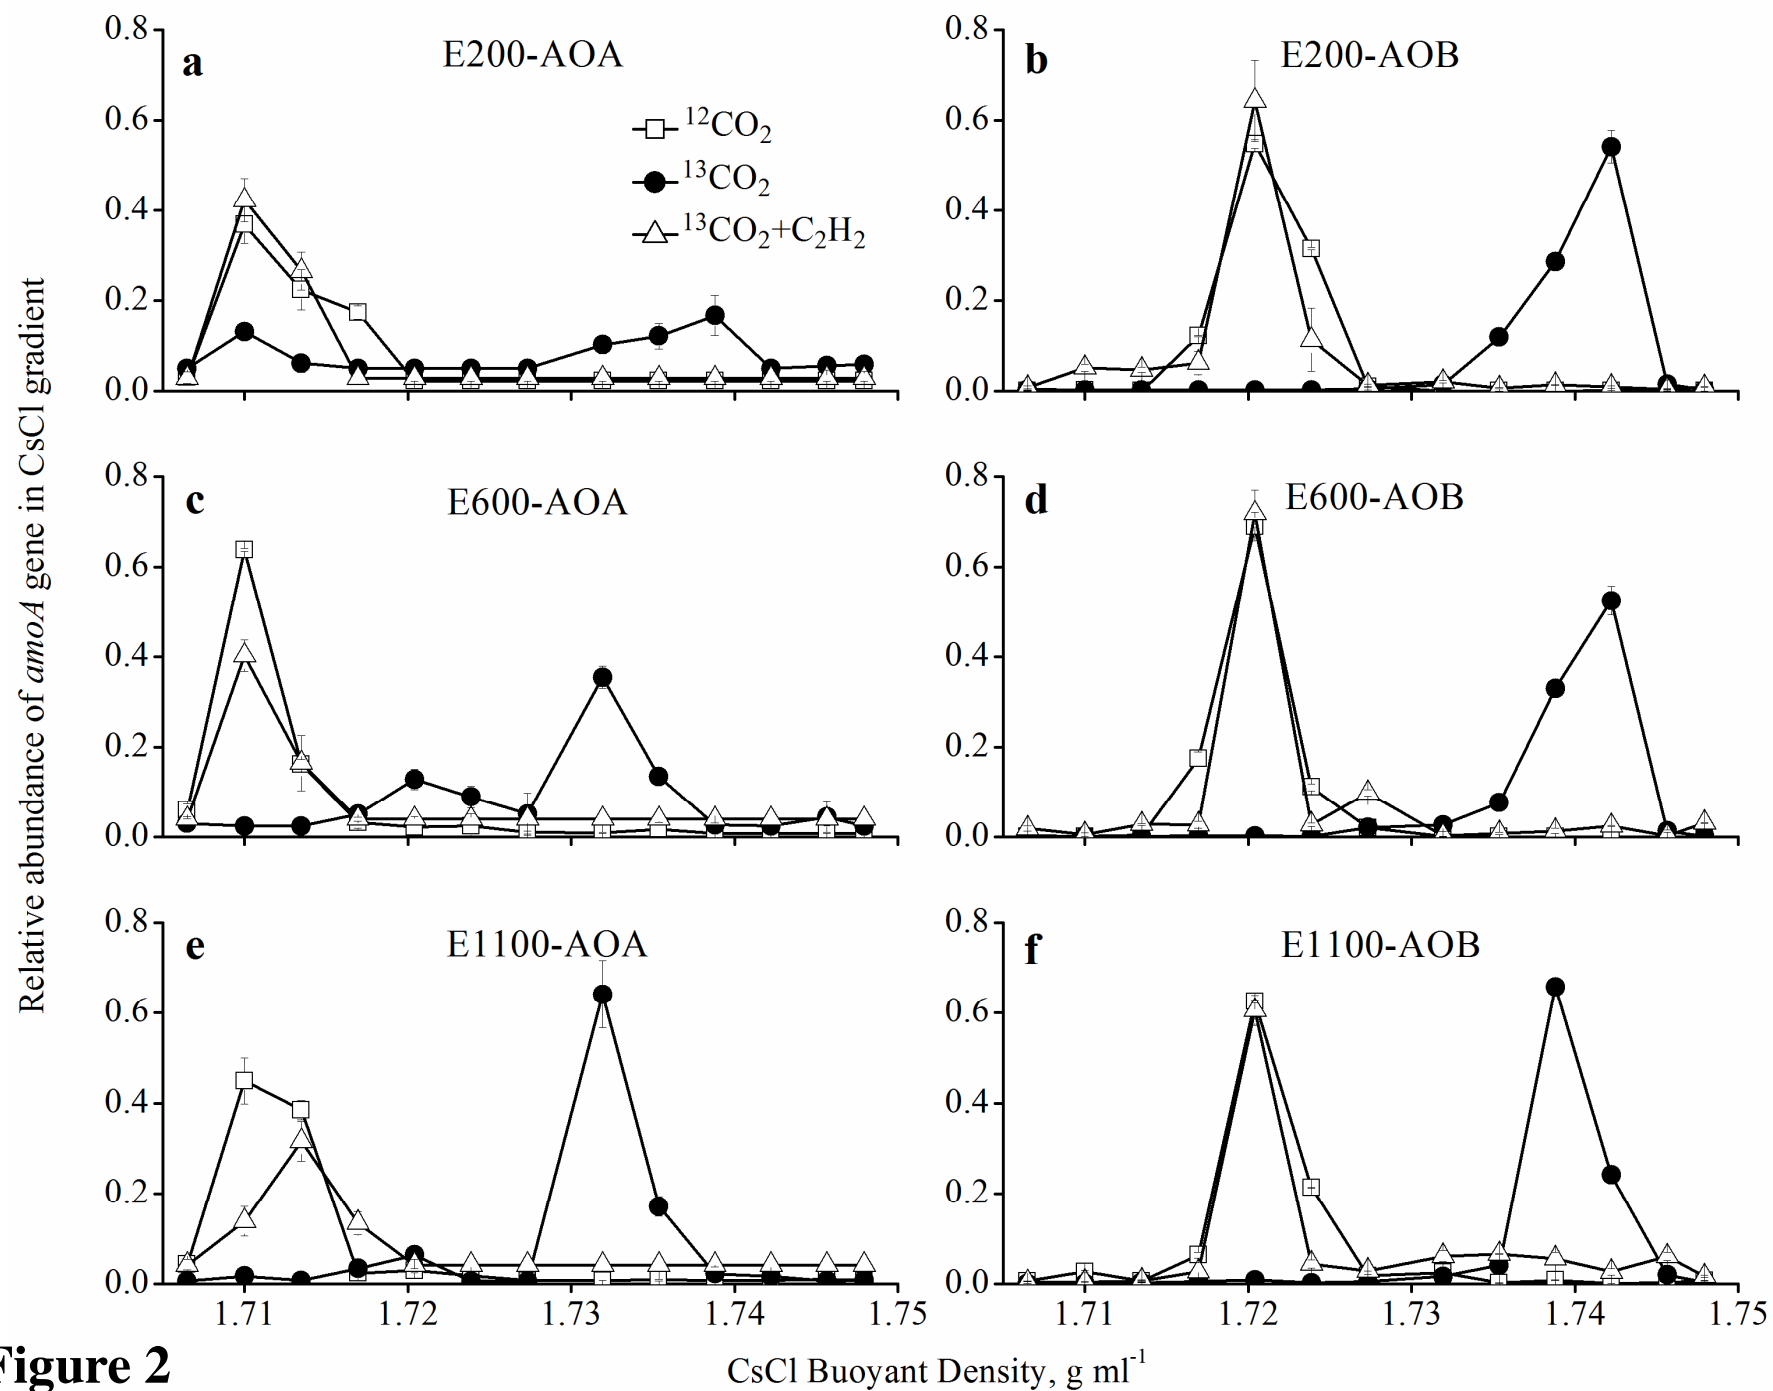 a
E200-AOA
¹²CO₂
¹³CO₂
¹³CO₂+C₂H₂
0.8
0.6
0.4
0.2
0.0
b
E200-AOB
0.8
0.6
0.4
0.2
0.0
c
E600-AOA
0.8
0.6
0.4
0.2
0.0
d
E600-AOB
0.8
0.6
0.4
0.2
0.0
e
E1100-AOA
0.8
0.6
0.4
0.2
0.0
1.71 1.72 1.73 1.74 1.75
f
E1100-AOB
0.8
0.6
0.4
0.2
0.0
1.71 1.72 1.73 1.74 1.75
Relative abundance of amoA gene in CsCl gradient
CsCl Buoyant Density, g ml⁻¹
Figure 2